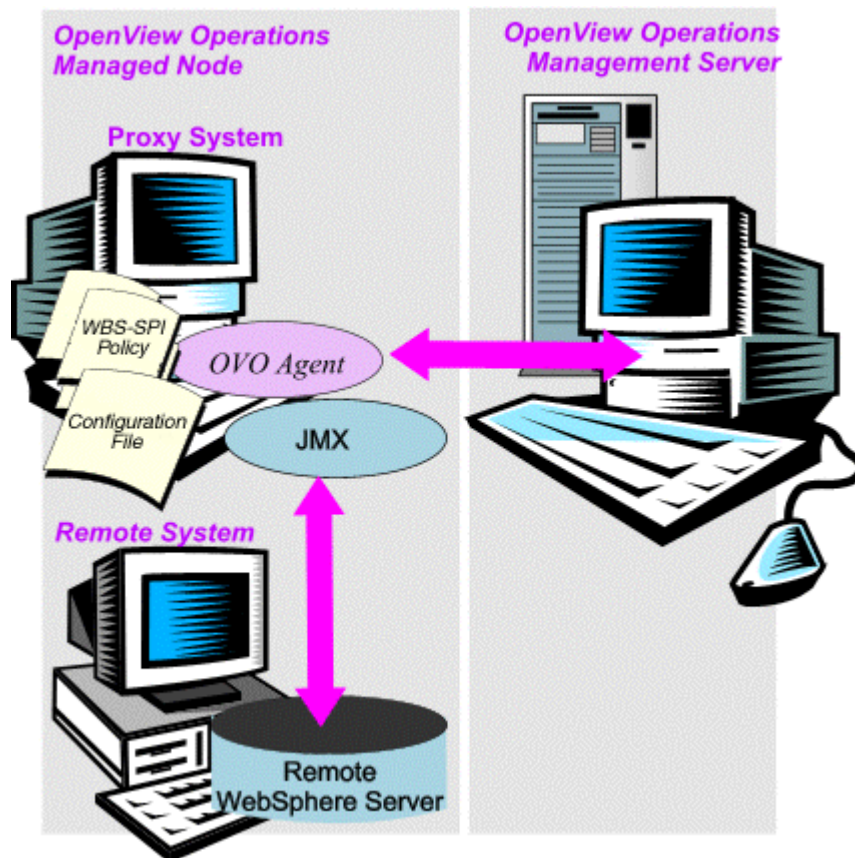 OpenView Operations
Managed Node
OpenView Operations
Management Server
Proxy System
WBS-SPI
Policy
OVO Agent
Configuration
File
JMX
Remote System
Remote
WebSphere Server